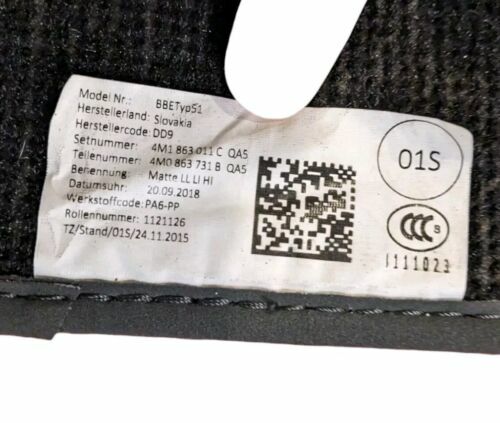 Model Nr.: BBETyp51
Herstellerland: Slovakia
Herstellercode: DD9
Setnummer: 4M1 863 011 C QA5
Teilenummer: 4M0 863 731 B QA5
Benennung: Matte LL LI HI
Datumsuhr: 20.09.2018
Werkstoffcode: PA6-PP
Rollennummer: 1121126
TZ/Stand/01S/24.11.2015
01S
CCC S
I111023